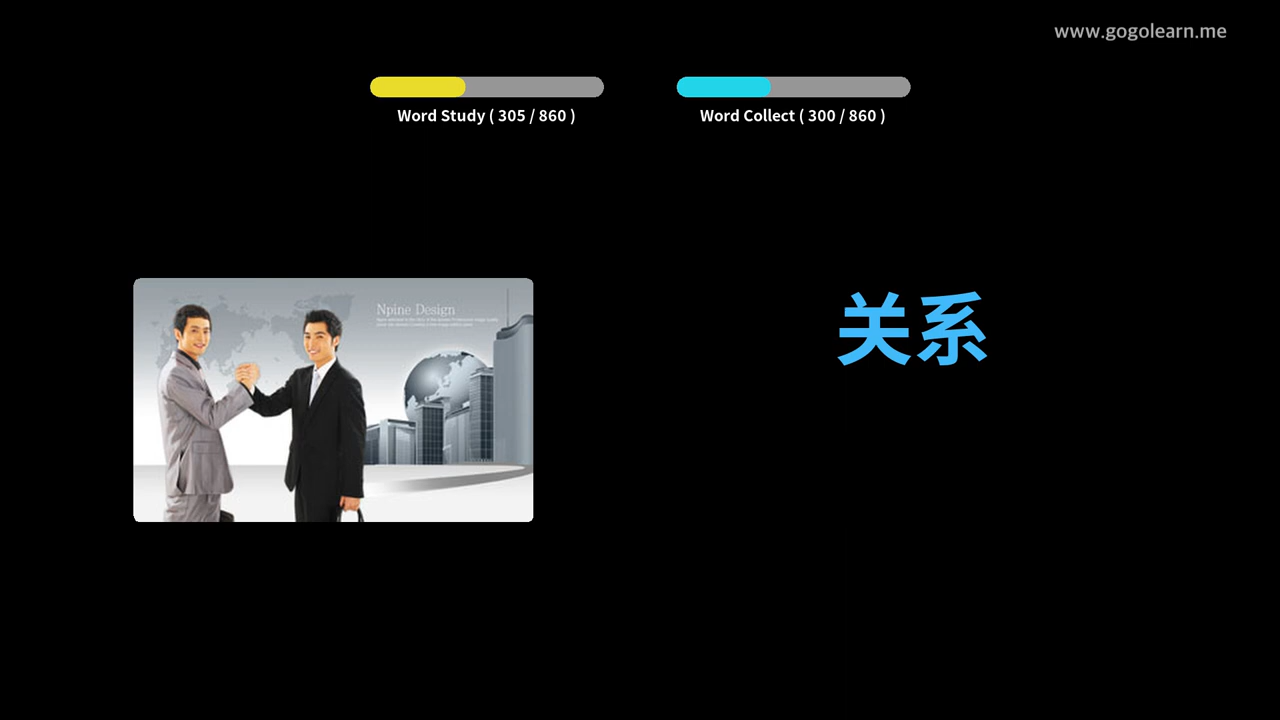 www.gogolearn.me
Word Study ( 305 / 860 )
Word Collect ( 300 / 860 )
Npine Design
关系